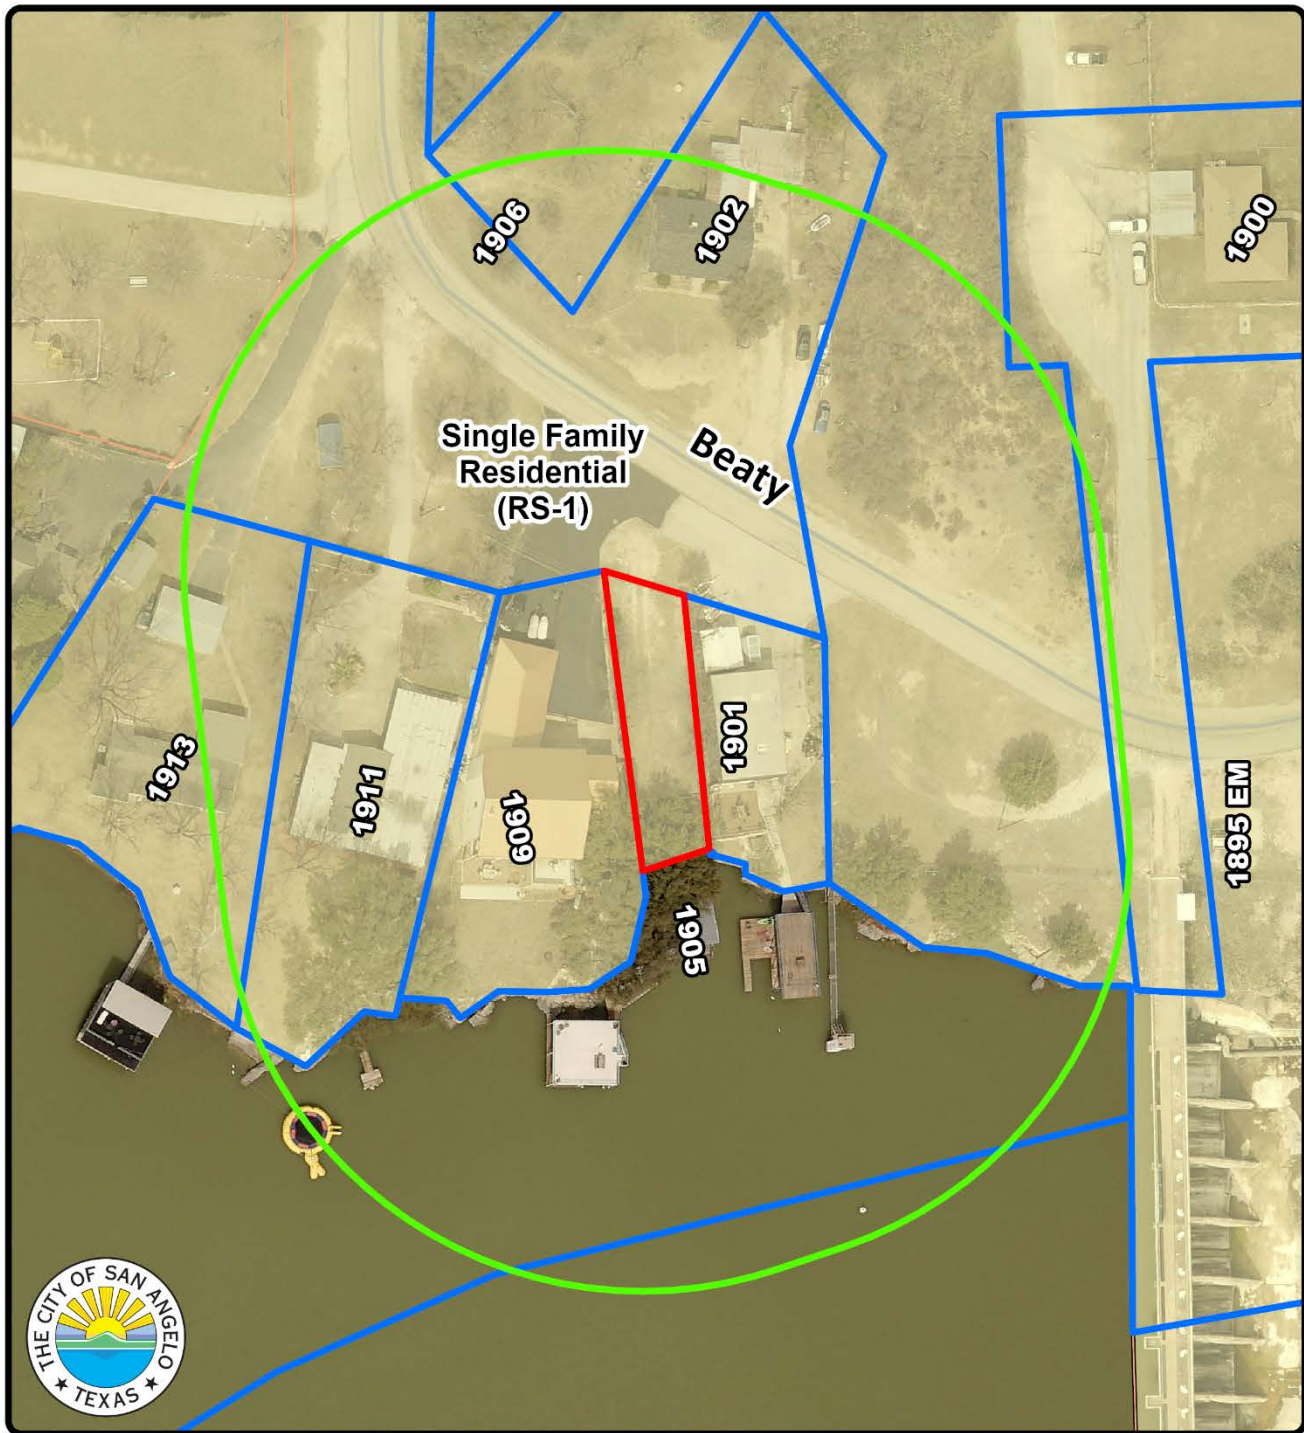 1906
1902
1900
Single Family
Residential
(RS-1)
Beaty
1913
1911
1909
1901
1905
1895 EM
THE CITY OF SAN ANGELO
TEXAS